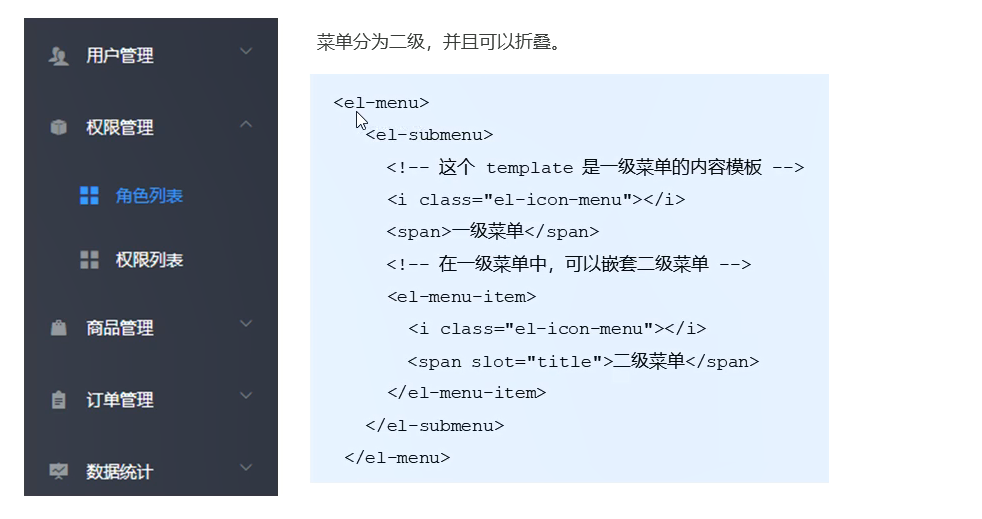 用户管理
权限管理
角色列表
权限列表
商品管理
订单管理
数据统计
菜单分为二级，并且可以折叠。
<el-menu>
<el-submenu>
<!-- 这个 template 是一级菜单的内容模板 -->
<i class="el-icon-menu"></i>
<span>一级菜单</span>
<!-- 在一级菜单中，可以嵌套二级菜单 -->
<el-menu-item>
<i class="el-icon-menu"></i>
<span slot="title">二级菜单</span>
</el-menu-item>
</el-submenu>
</el-menu>